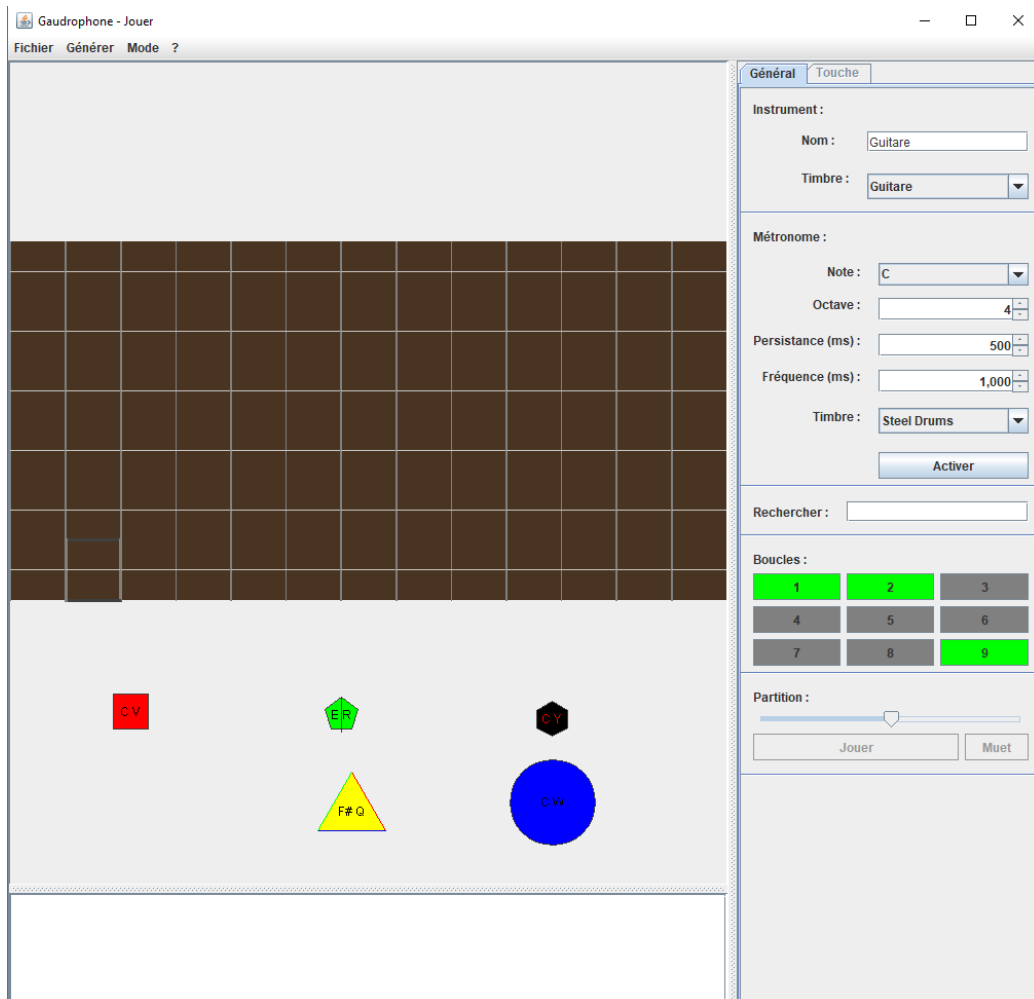 Gaudrophone - Jouer
Fichier Générer Mode ?
Général Touche
Instrument :
Nom : Guitare
Timbre : Guitare
Métronome :
Note : C
Octave : 4
Persistance (ms) : 500
Fréquence (ms) : 1,000
Timbre : Steel Drums
Activer
Rechercher :
Boucles :
1 2 3
4 5 6
7 8 9
Partition :
Jouer Muet
C V
E R
C Y
F# Q
C W